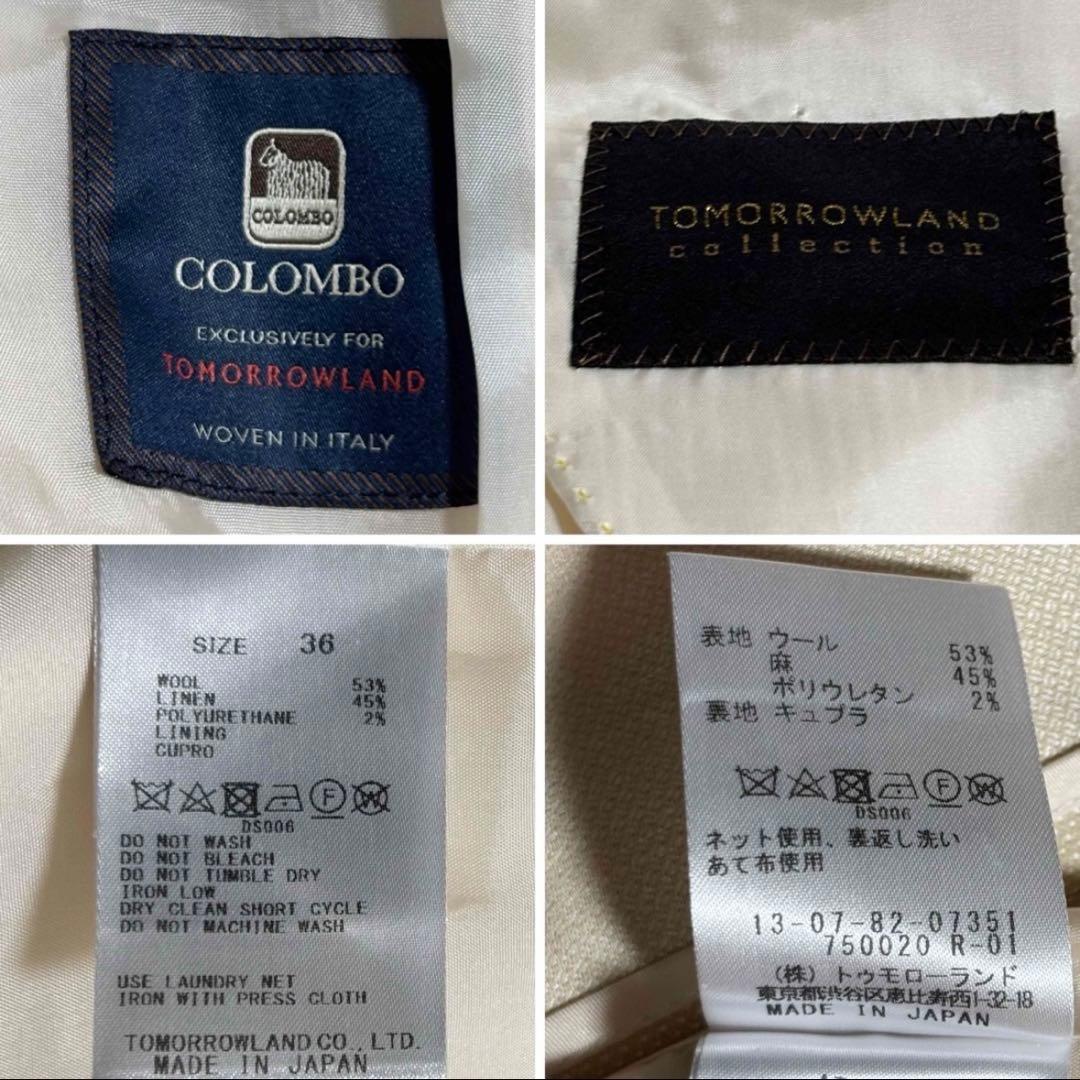 COLOMBO
COLOMBO
EXCLUSIVELY FOR
TOMORROWLAND
WOVEN IN ITALY
TOMORROWLAND
collection
SIZE 36
WOOL 53%
LINEN 45%
POLYURETHANE 2%
LINING
CUPRO
DS006
DO NOT WASH
DO NOT BLEACH
DO NOT TUMBLE DRY
IRON LOW
DRY CLEAN SHORT CYCLE
DO NOT MACHINE WASH
USE LAUNDRY NET
IRON WITH PRESS CLOTH
TOMORROWLAND CO., LTD.
MADE IN JAPAN
表地 ウール 53%
麻 45%
ポリウレタン 2%
裏地 キュプラ
DS006
ネット使用、裏返し洗い
あて布使用
13-07-82-07351
750020 R-01
(株) トゥモローランド
東京都渋谷区恵比寿西1-32-18
MADE IN JAPAN